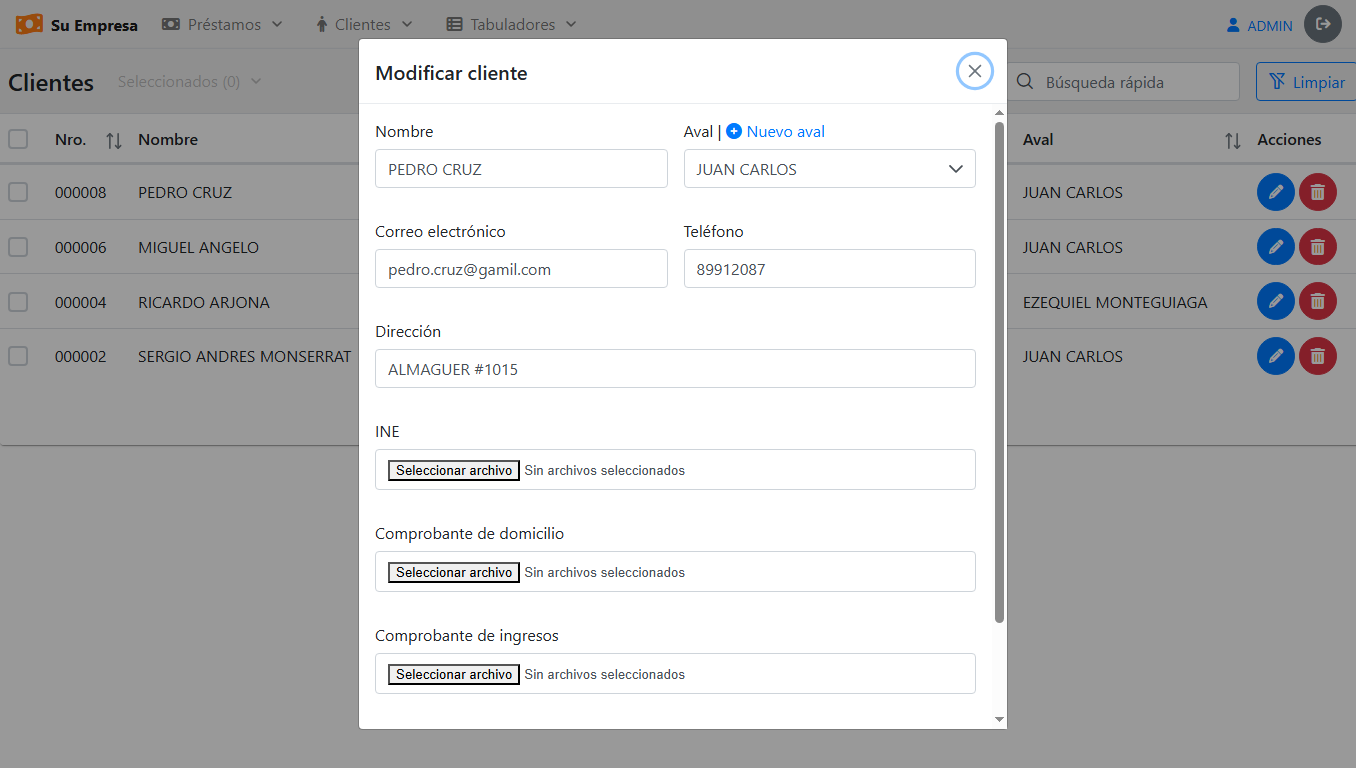 Su Empresa Préstamos Clientes Tabuladores ADMIN
Clientes Seleccionados (0) Búsqueda rápida Limpiar
Nro. Nombre Aval Acciones
000008 PEDRO CRUZ JUAN CARLOS
000006 MIGUEL ANGELO JUAN CARLOS
000004 RICARDO ARJONA EZEQUIEL MONTEGUIAGA
000002 SERGIO ANDRES MONSERRAT JUAN CARLOS
Modificar cliente
Nombre Aval | Nuevo aval
PEDRO CRUZ JUAN CARLOS
Correo electrónico Teléfono
pedro.cruz@gamil.com 89912087
Dirección
ALMAGUER #1015
INE
Seleccionar archivo Sin archivos seleccionados
Comprobante de domicilio
Seleccionar archivo Sin archivos seleccionados
Comprobante de ingresos
Seleccionar archivo Sin archivos seleccionados